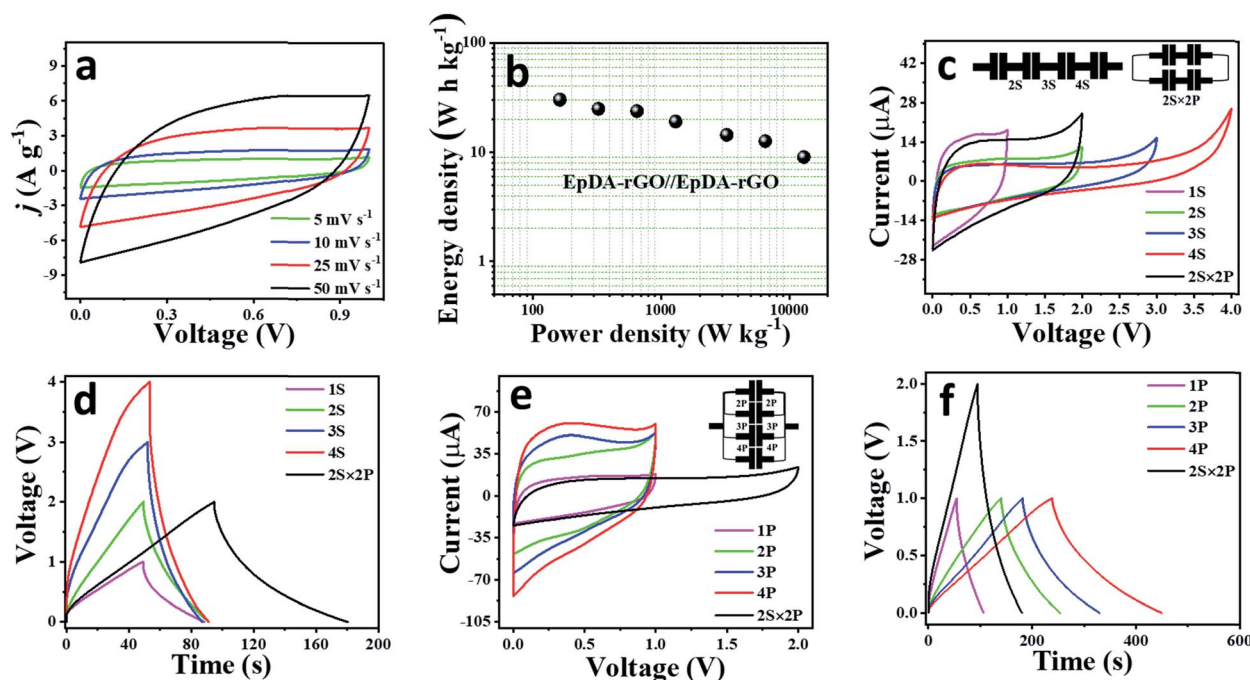 a
9
6
3
0
-3
-6
-9
j (A g⁻¹)
5 mV s⁻¹
10 mV s⁻¹
25 mV s⁻¹
50 mV s⁻¹
0.0 0.3 0.6 0.9
Voltage (V)
b
100
10
1
Energy density (W h kg⁻¹)
EpDA-rGO//EpDA-rGO
100 1000 10000
Power density (W kg⁻¹)
c
2S 3S 4S
2S×2P
42
28
14
0
-14
-28
Current (μA)
1S
2S
3S
4S
2S×2P
0.0 0.5 1.0 1.5 2.0 2.5 3.0 3.5 4.0
Voltage (V)
d
4
3
2
1
0
Voltage (V)
1S
2S
3S
4S
2S×2P
0 40 80 120 160 200
Time (s)
e
2P 2P
3P 3P
4P 4P
70
35
0
-35
-70
-105
Current (μA)
1P
2P
3P
4P
2S×2P
0.0 0.5 1.0 1.5 2.0
Voltage (V)
f
2.0
1.5
1.0
0.5
0.0
Voltage (V)
1P
2P
3P
4P
2S×2P
0 100 200 300 400 500 600
Time (s)